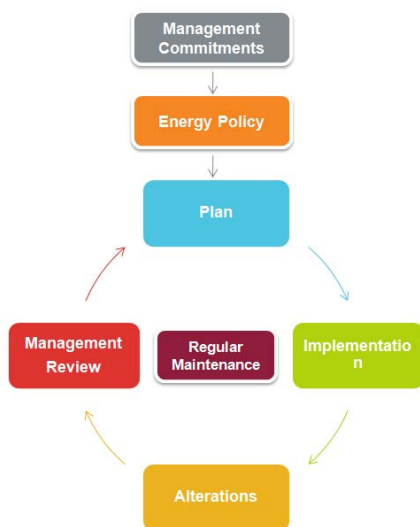 Management
Commitments
Energy Policy
Plan
Management
Review
Regular
Maintenance
Implementatio
n
Alterations